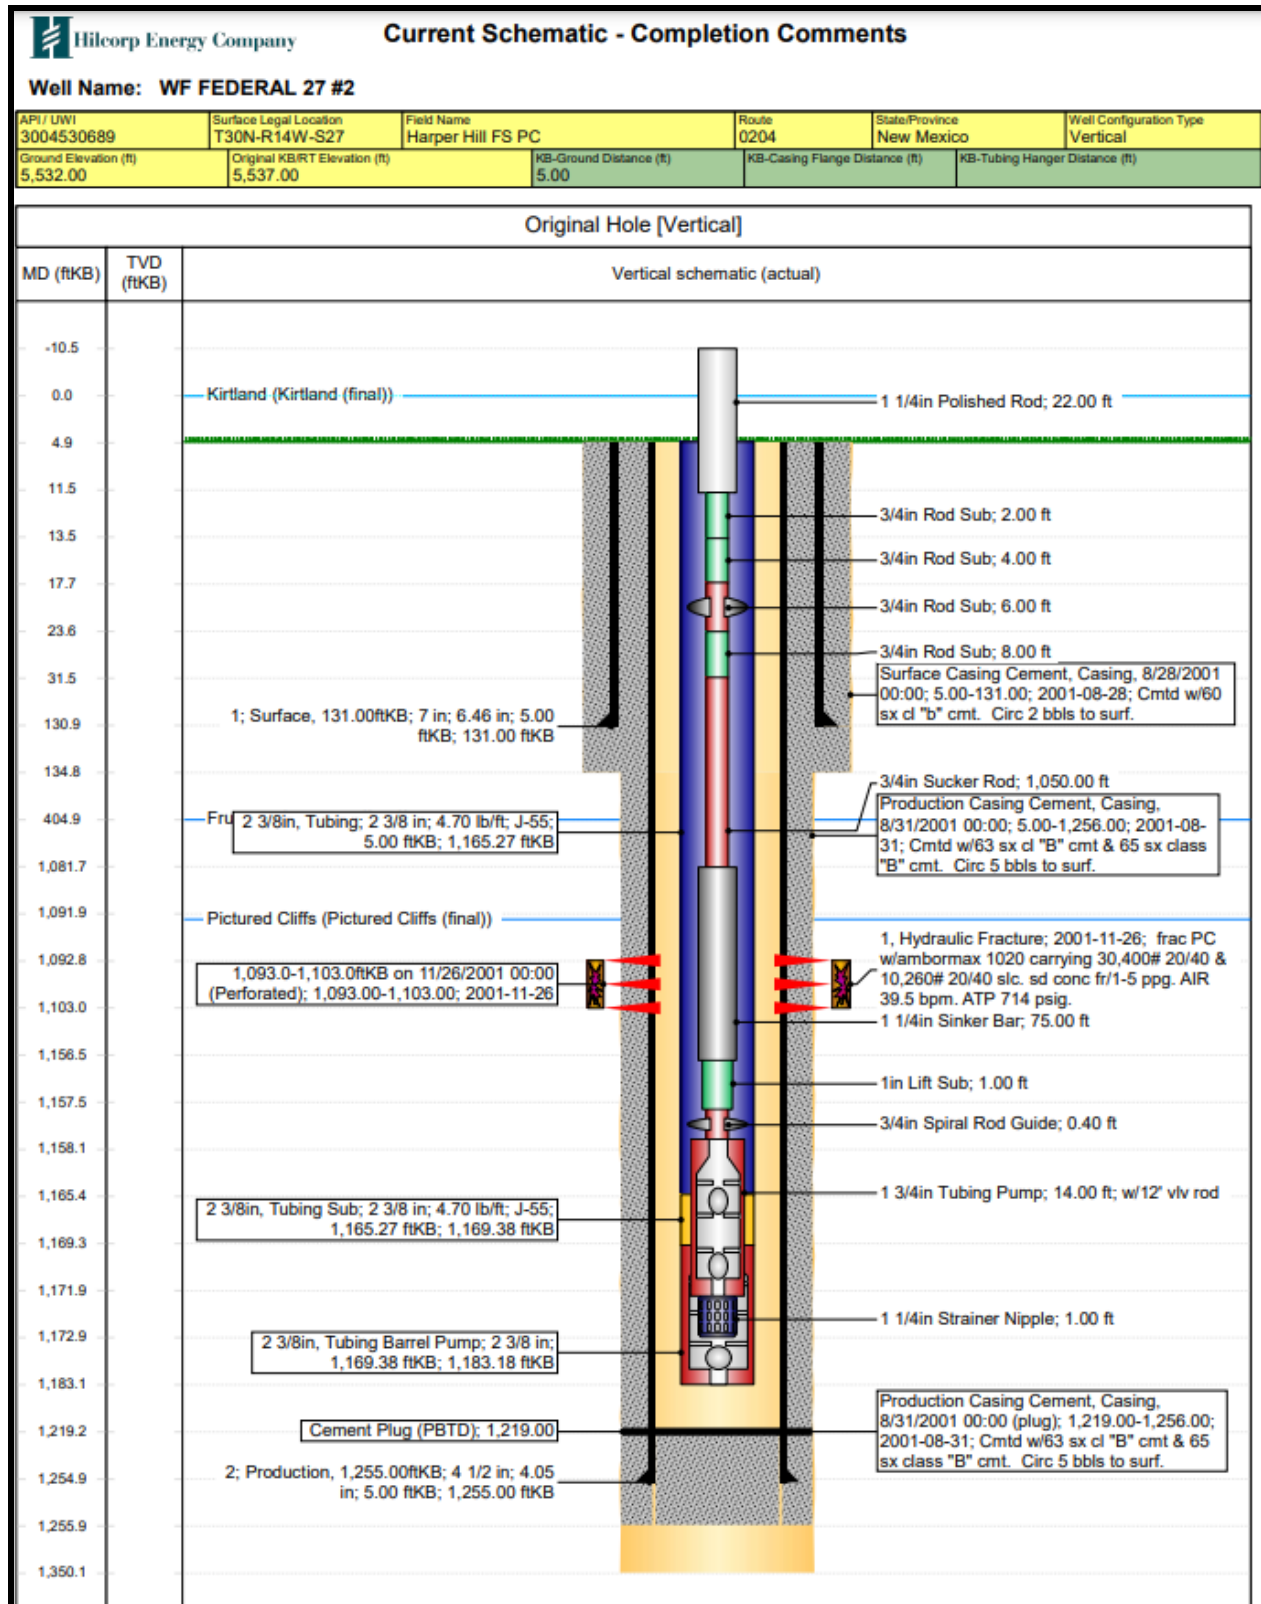 Hilcorp Energy Company
Current Schematic - Completion Comments
Well Name: WF FEDERAL 27 #2
API / UWI
3004530689
Surface Legal Location
T30N-R14W-S27
Field Name
Harper Hill FS PC
Route
0204
State/Province
New Mexico
Well Configuration Type
Vertical
Ground Elevation (ft)
5,532.00
Original KB/RT Elevation (ft)
5,537.00
KB-Ground Distance (ft)
5.00
KB-Casing Flange Distance (ft)
KB-Tubing Hanger Distance (ft)
Original Hole [Vertical]
MD (ftKB)
TVD
(ftKB)
Vertical schematic (actual)
-10.5
0.0
4.9
11.5
13.5
17.7
23.6
31.5
130.9
134.8
404.9
1,081.7
1,091.9
1,092.8
1,103.0
1,156.5
1,157.5
1,158.1
1,165.4
1,169.3
1,171.9
1,172.9
1,183.1
1,219.2
1,254.9
1,255.9
1,350.1
Kirtland (Kirtland (final))
1 1/4in Polished Rod; 22.00 ft
3/4in Rod Sub; 2.00 ft
3/4in Rod Sub; 4.00 ft
3/4in Rod Sub; 6.00 ft
3/4in Rod Sub; 8.00 ft
Surface Casing Cement, Casing, 8/28/2001
00:00; 5.00-131.00; 2001-08-28; Cmtd w/60
sx cl "b" cmt.  Circ 2 bbls to surf.
1; Surface, 131.00ftKB; 7 in; 6.46 in; 5.00
ftKB; 131.00 ftKB
3/4in Sucker Rod; 1,050.00 ft
Fru
2 3/8in, Tubing; 2 3/8 in; 4.70 lb/ft; J-55;
5.00 ftKB; 1,165.27 ftKB
Production Casing Cement, Casing,
8/31/2001 00:00; 5.00-1,256.00; 2001-08-
31; Cmtd w/63 sx cl "B" cmt & 65 sx class
"B" cmt.  Circ 5 bbls to surf.
Pictured Cliffs (Pictured Cliffs (final))
1,093.0-1,103.0ftKB on 11/26/2001 00:00
(Perforated); 1,093.00-1,103.00; 2001-11-26
1, Hydraulic Fracture; 2001-11-26;  frac PC
w/ambormax 1020 carrying 30,400# 20/40 &
10,260# 20/40 slc. sd conc fr/1-5 ppg. AIR
39.5 bpm. ATP 714 psig.
1 1/4in Sinker Bar; 75.00 ft
1in Lift Sub; 1.00 ft
3/4in Spiral Rod Guide; 0.40 ft
1 3/4in Tubing Pump; 14.00 ft; w/12' vlv rod
2 3/8in, Tubing Sub; 2 3/8 in; 4.70 lb/ft; J-55;
1,165.27 ftKB; 1,169.38 ftKB
1 1/4in Strainer Nipple; 1.00 ft
2 3/8in, Tubing Barrel Pump; 2 3/8 in;
1,169.38 ftKB; 1,183.18 ftKB
Cement Plug (PBTD); 1,219.00
Production Casing Cement, Casing,
8/31/2001 00:00 (plug); 1,219.00-1,256.00;
2001-08-31; Cmtd w/63 sx cl "B" cmt & 65
sx class "B" cmt.  Circ 5 bbls to surf.
2; Production, 1,255.00ftKB; 4 1/2 in; 4.05
in; 5.00 ftKB; 1,255.00 ftKB